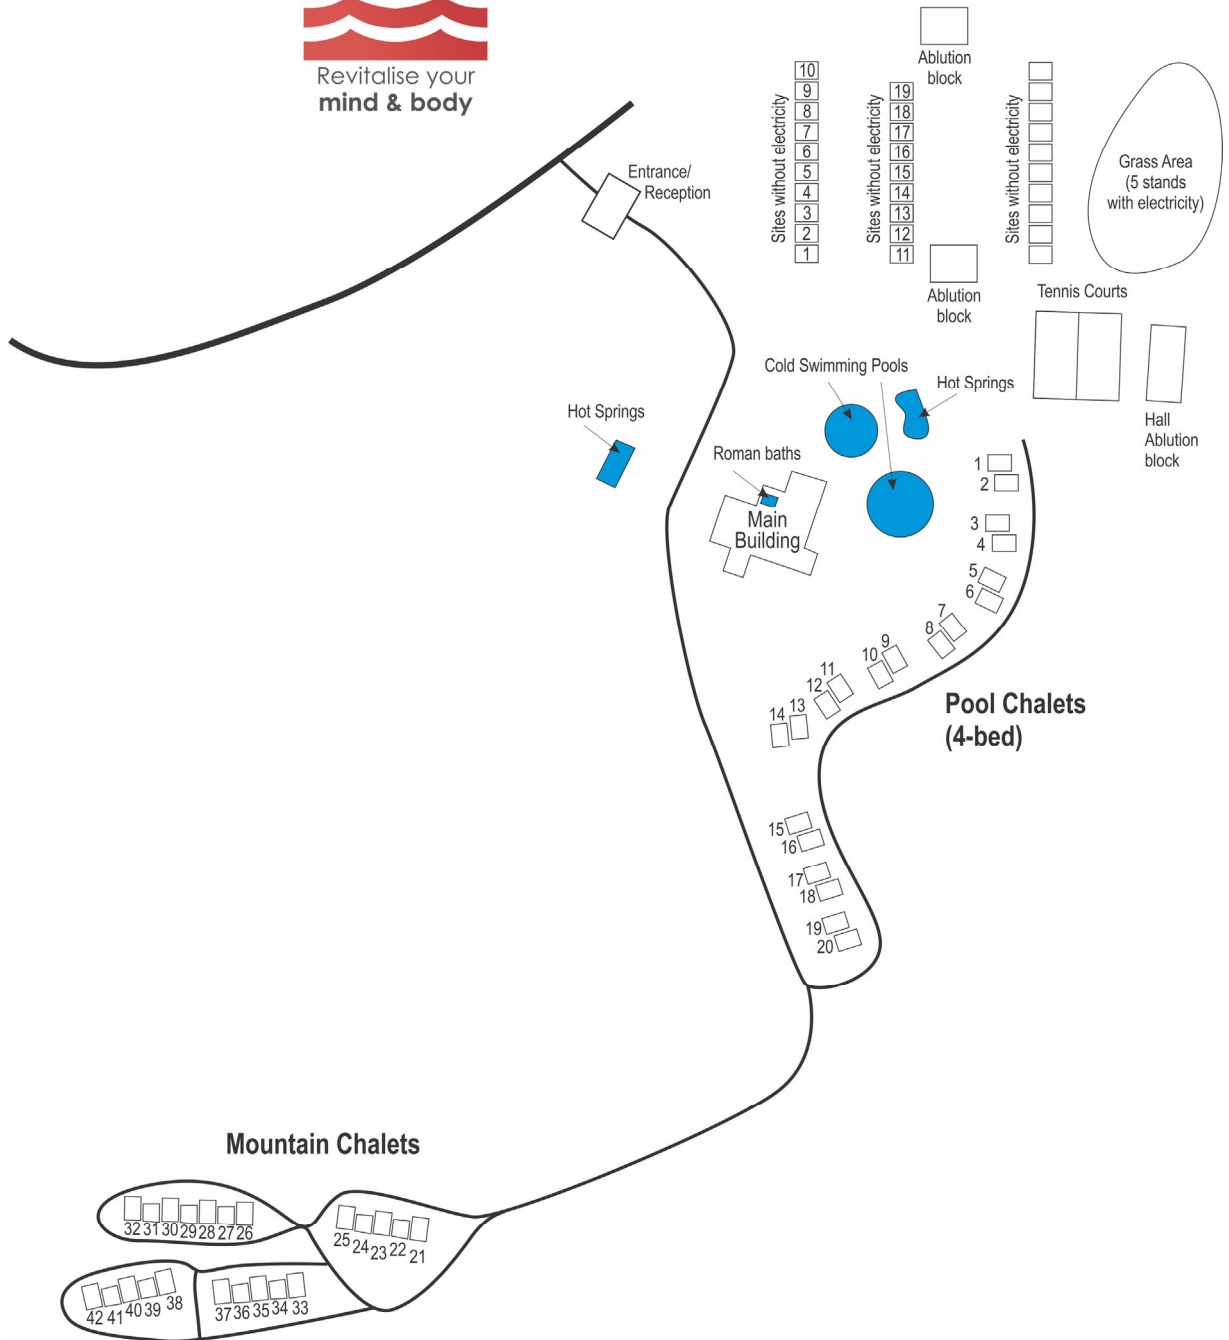 Revitalise your
mind & body
Ablution
block
10
9
8
7
6
5
4
3
2
1
Sites without electricity
19
18
17
16
15
14
13
12
11
Sites without electricity
Sites without electricity
Grass Area
(5 stands
with electricity)
Entrance/
Reception
Ablution
block
Tennis Courts
Hall
Ablution
block
Cold Swimming Pools
Hot Springs
Hot Springs
Roman baths
Main
Building
1
2
3
4
5
6
7
8
9
10
11
12
13
14
Pool Chalets
(4-bed)
15
16
17
18
19
20
Mountain Chalets
32 31 30 29 28 27 26
25 24 23 22 21
42 41 40 39 38
37 36 35 34 33